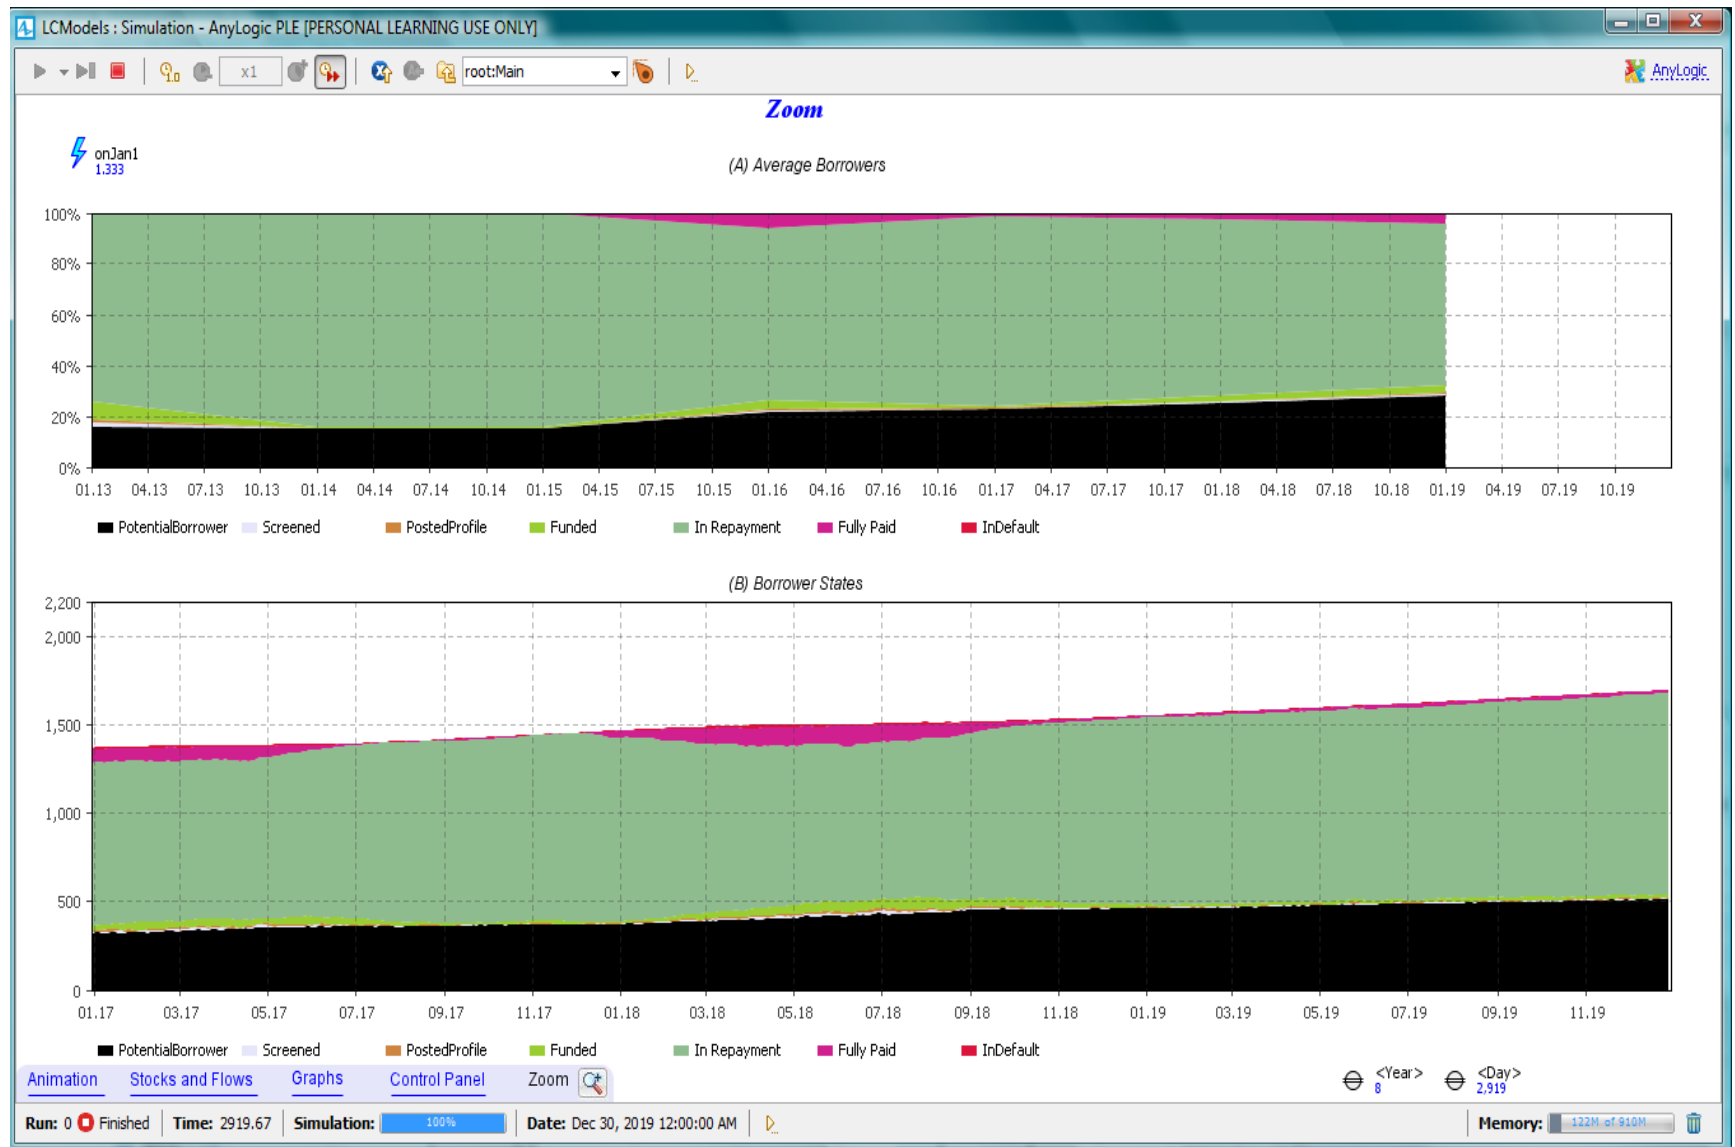 LCModels : Simulation - AnyLogic PLE [PERSONAL LEARNING USE ONLY]
1.0 x1 root:Main AnyLogic
Zoom
onJan1
1.333
(A) Average Borrowers
100%
80%
60%
40%
20%
0%
01.13 04.13 07.13 10.13 01.14 04.14 07.14 10.14 01.15 04.15 07.15 10.15 01.16 04.16 07.16 10.16 01.17 04.17 07.17 10.17 01.18 04.18 07.18 10.18 01.19 04.19 07.19 10.19
PotentialBorrower Screened PostedProfile Funded In Repayment Fully Paid InDefault
(B) Borrower States
2,200
2,000
1,500
1,000
500
0
01.17 03.17 05.17 07.17 09.17 11.17 01.18 03.18 05.18 07.18 09.18 11.18 01.19 03.19 05.19 07.19 09.19 11.19
PotentialBorrower Screened PostedProfile Funded In Repayment Fully Paid InDefault
Animation Stocks and Flows Graphs Control Panel Zoom
<Year>
8
<Day>
2,919
Run: 0 Finished Time: 2919.67 Simulation: 100% Date: Dec 30, 2019 12:00:00 AM Memory: 122M of 910M